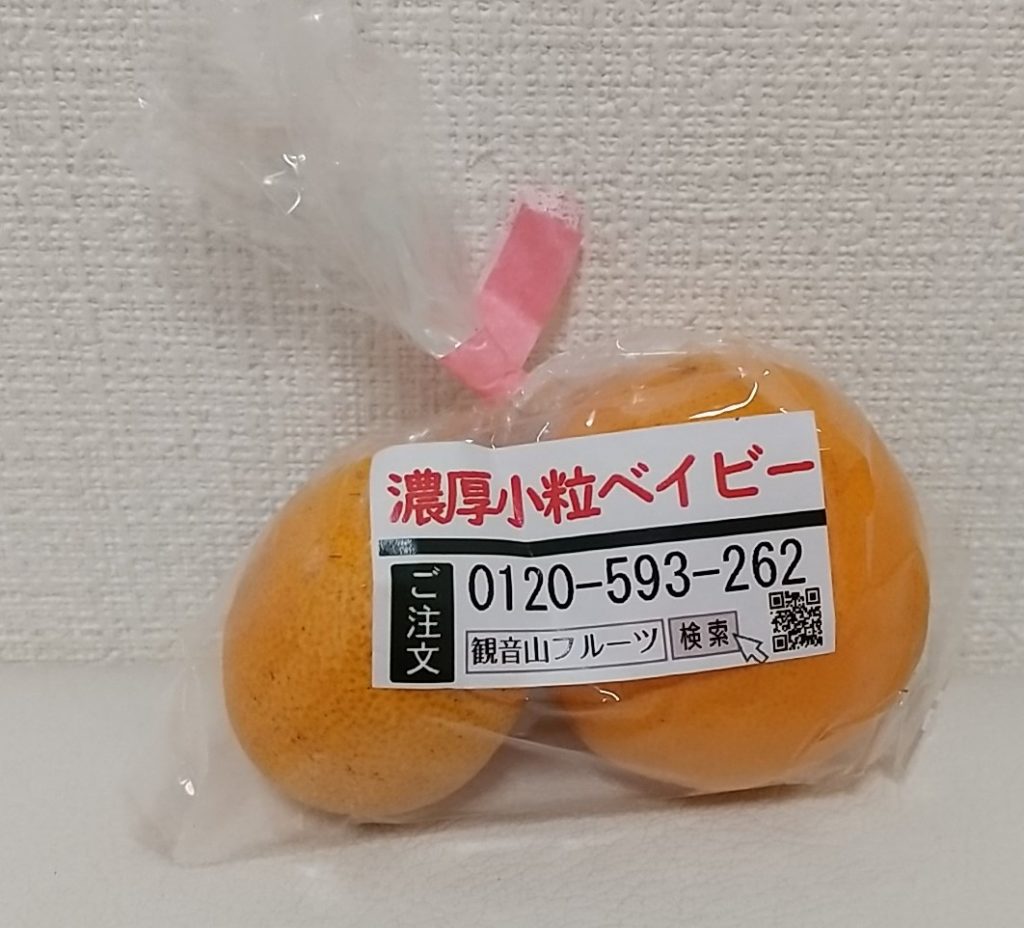 濃厚小粒ベイビー
ご注文
0120-593-262
観音山フルーツ 検索